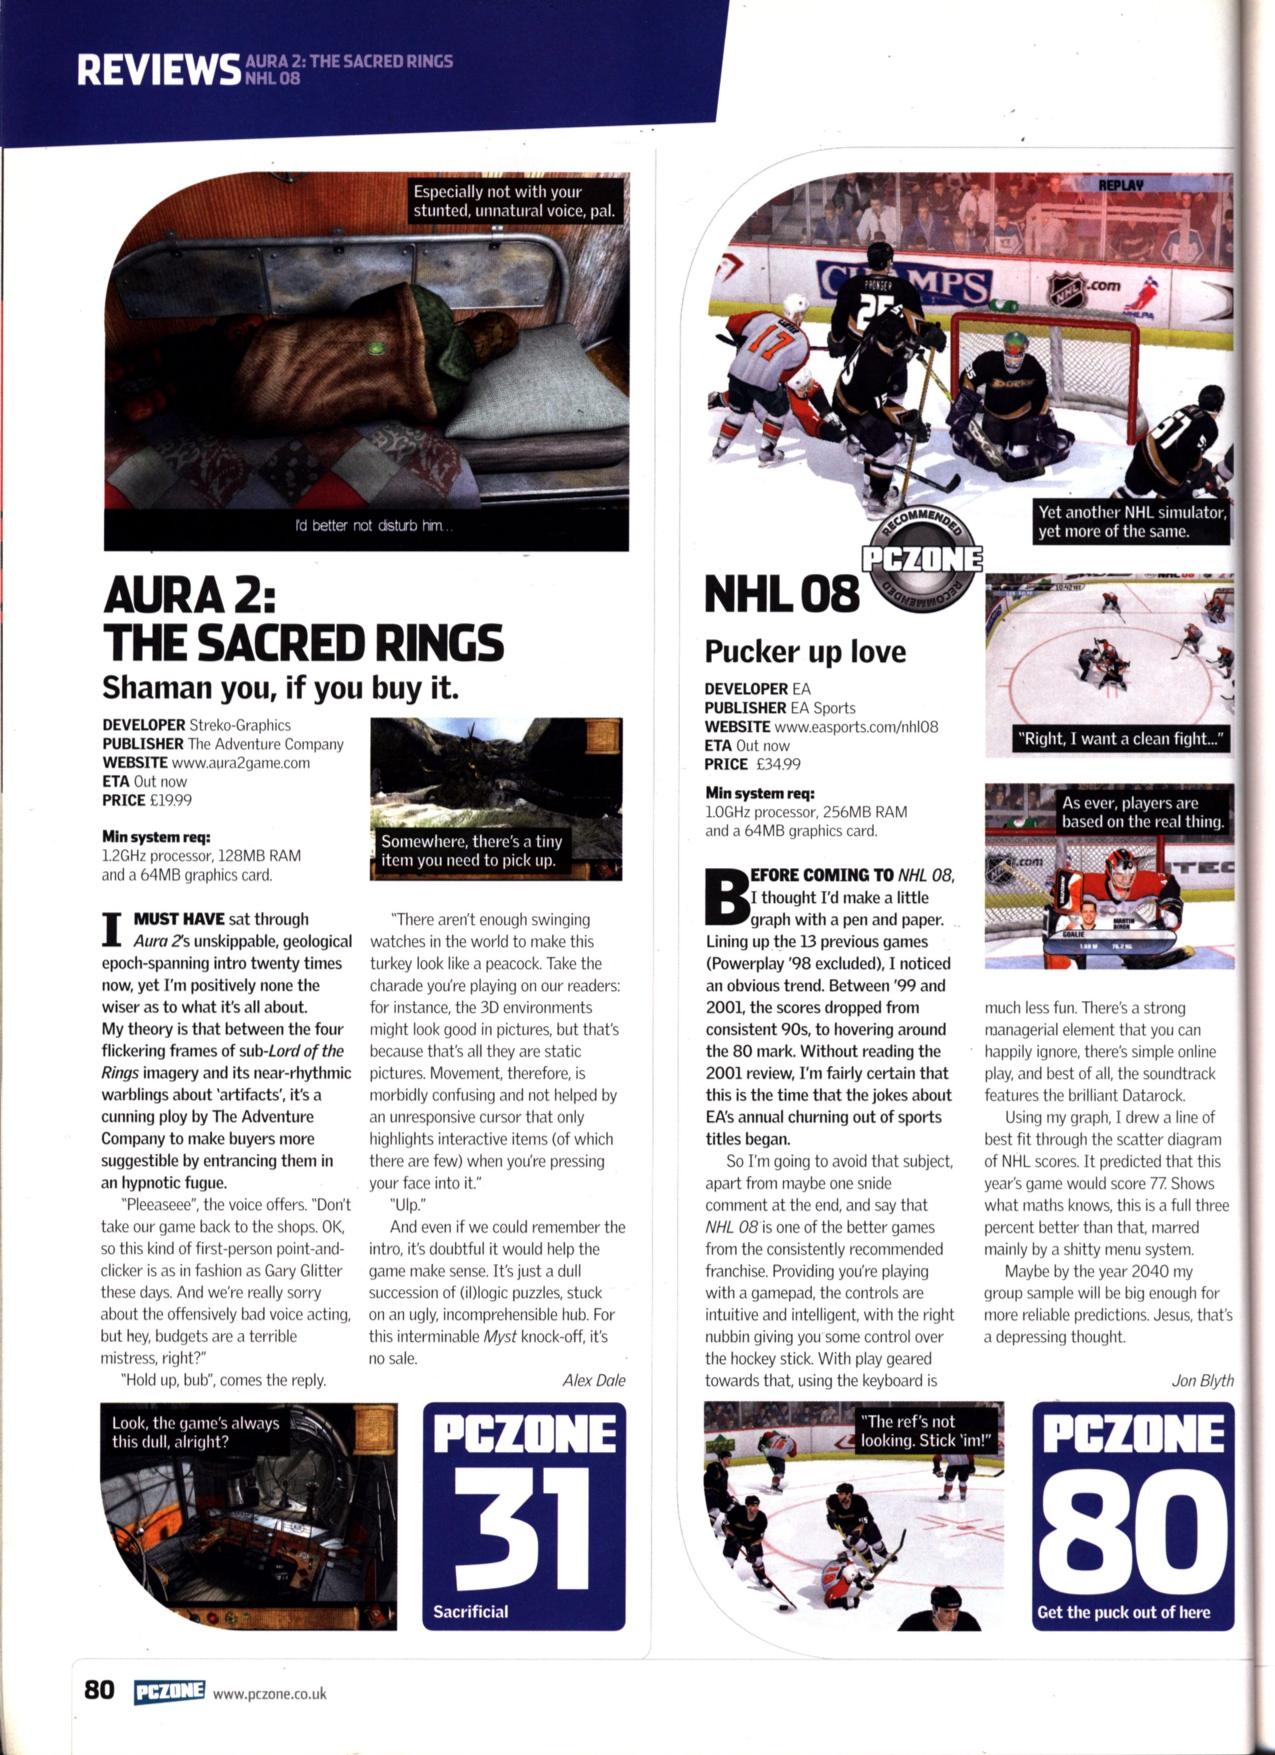 REVIEWS
AURA 2: THE SACRED RINGS
NHL 08
Especially not with your
stunted, unnatural voice, pal.
I'd better not disturb him...
AURA 2:
THE SACRED RINGS
Shaman you, if you buy it.
DEVELOPER Streko-Graphics
PUBLISHER The Adventure Company
WEBSITE www.aura2game.com
ETA Out now
PRICE £19.99
Min system req:
1.2GHz processor, 128MB RAM
and a 64MB graphics card.
Somewhere, there's a tiny
item you need to pick up.
I MUST HAVE sat through
Aura 2's unskippable, geological
epoch-spanning intro twenty times
now, yet I'm positively none the
wiser as to what it's all about.
My theory is that between the four
flickering frames of sub-Lord of the
Rings imagery and its near-rhythmic
warblings about 'artifacts', it's a
cunning ploy by The Adventure
Company to make buyers more
suggestible by entrancing them in
an hypnotic fugue.
"Pleeaseee", the voice offers. "Don't
take our game back to the shops. OK,
so this kind of first-person point-and-
clicker is as in fashion as Gary Glitter
these days. And we're really sorry
about the offensively bad voice acting,
but hey, budgets are a terrible
mistress, right?"
"Hold up, bub", comes the reply.
"There aren't enough swinging
watches in the world to make this
turkey look like a peacock. Take the
charade you're playing on our readers:
for instance, the 3D environments
might look good in pictures, but that's
because that's all they are static
pictures. Movement, therefore, is
morbidly confusing and not helped by
an unresponsive cursor that only
highlights interactive items (of which
there are few) when you're pressing
your face into it."
"Ulp."
And even if we could remember the
intro, it's doubtful it would help the
game make sense. It's just a dull
succession of (il)logic puzzles, stuck
on an ugly, incomprehensible hub. For
this interminable Myst knock-off, it's
no sale.
Alex Dale
Look, the game's always
this dull, alright?
PCZONE
31
Sacrificial
REPLAY
CHAMPS
NHL.com
NHLPA
PRONGER
25
17
15
35
57
Yet another NHL simulator,
yet more of the same.
RECOMMENDED
PCZONE
RECOMMENDED
NHL 08
Pucker up love
DEVELOPER EA
PUBLISHER EA Sports
WEBSITE www.easports.com/nhl08
ETA Out now
PRICE £34.99
Min system req:
1.0GHz processor, 256MB RAM
and a 64MB graphics card.
"Right, I want a clean fight..."
As ever, players are
based on the real thing.
MARTIN
BIRON
GOALIE
BEFORE COMING TO NHL 08,
I thought I'd make a little
graph with a pen and paper.
Lining up the 13 previous games
(Powerplay '98 excluded), I noticed
an obvious trend. Between '99 and
2001, the scores dropped from
consistent 90s, to hovering around
the 80 mark. Without reading the
2001 review, I'm fairly certain that
this is the time that the jokes about
EA's annual churning out of sports
titles began.
So I'm going to avoid that subject,
apart from maybe one snide
comment at the end, and say that
NHL 08 is one of the better games
from the consistently recommended
franchise. Providing you're playing
with a gamepad, the controls are
intuitive and intelligent, with the right
nubbin giving you some control over
the hockey stick. With play geared
towards that, using the keyboard is
much less fun. There's a strong
managerial element that you can
happily ignore, there's simple online
play, and best of all, the soundtrack
features the brilliant Datarock.
Using my graph, I drew a line of
best fit through the scatter diagram
of NHL scores. It predicted that this
year's game would score 77. Shows
what maths knows, this is a full three
percent better than that, marred
mainly by a shitty menu system.
Maybe by the year 2040 my
group sample will be big enough for
more reliable predictions. Jesus, that's
a depressing thought.
Jon Blyth
"The ref's not
looking. Stick 'im!"
PCZONE
80
Get the puck out of here
80 PCZONE www.pczone.co.uk